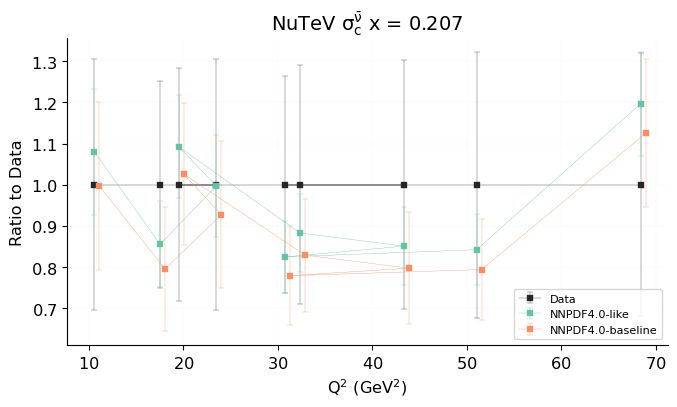 NuTeV σ_c^ν̄ x = 0.207
Ratio to Data
1.3
1.2
1.1
1.0
0.9
0.8
0.7
10 20 30 40 50 60 70
Q² (GeV²)
Data
NNPDF4.0-like
NNPDF4.0-baseline